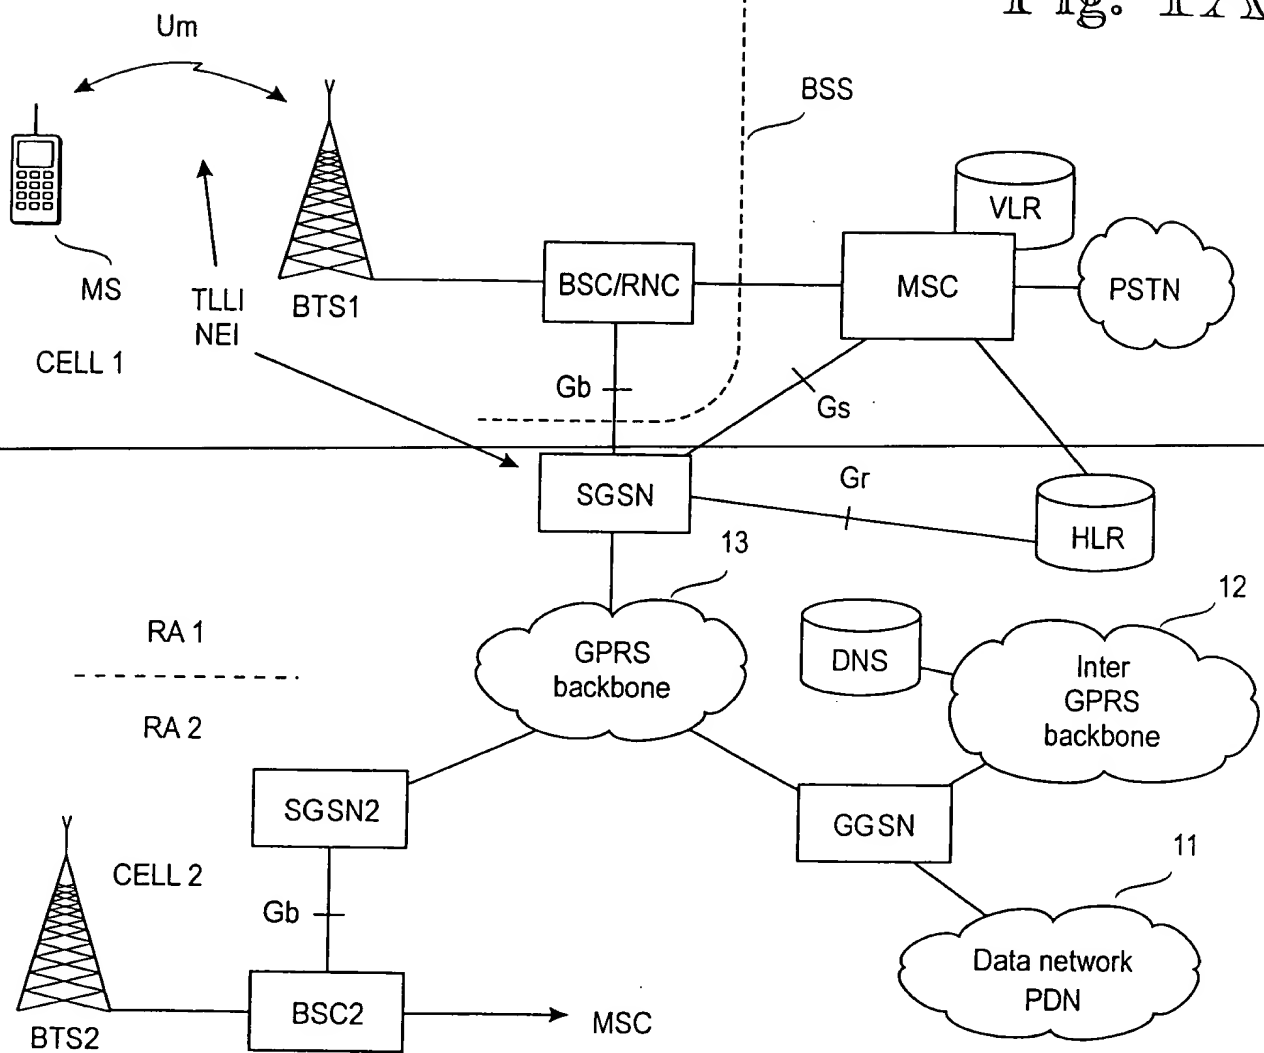 Fig. 1A
Um
BSS
VLR
MS
TLLI
NEI
BTS1
BSC/RNC
MSC
PSTN
CELL 1
Gb
Gs
SGSN
Gr
HLR
13
12
RA 1
GPRS
backbone
DNS
Inter
GPRS
backbone
RA 2
SGSN2
GGSN
11
CELL 2
Gb
Data network
PDN
BSC2
MSC
BTS2